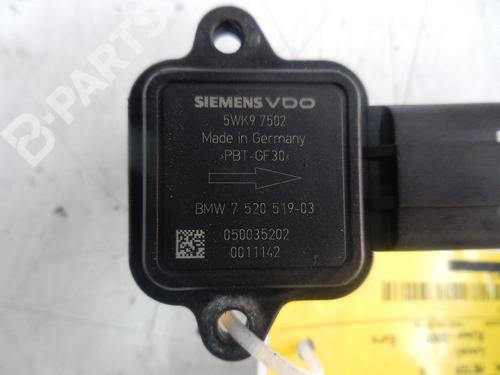 B-PARTS
SIEMENS VDO
5WK9 7502
Made in Germany
›PBT-GF30‹
BMW 7 520 519-03
050035202
0011142